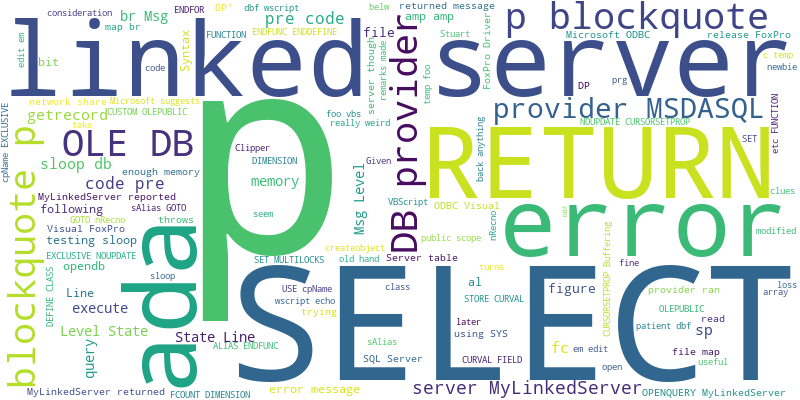 consideration
ENDFOR
DP'
dbf wscript
belw
returned message
br Msg
pre code
p blockquote
edit em
map br
FUNCTION
ENDFUNC ENDDEFINE
file
amp amp
Stuart
Microsoft ODBC
release FoxPro
linked server
Syntax
bit
code
server though
remarks made
temp foo
FoxPro Driver
DP
prg
c temp
newbie
network share
Microsoft suggests
getrecord
CUSTOM OLEPUBLIC
take
foo vbs
really weird
provider MSDASQL
NOUPDATE CURSORSETPROP
cpName EXCLUSIVE
OLE DB
p
Clipper
Given
DB provider
RETURN
SET
etc FUNCTION
sloop db
enough memory
DIMENSION
back anything
blockquote p
code pre
memory
Msg Level
clues
MyLinkedServer reported
VBScript
following
sAlias GOTO
ODBC Visual
nRecno
error
GOTO nRecno
throws
seem
Visual FoxPro
ada
modified
testing sloop
createobject
public scope
EXCLUSIVE NOUPDATE
SET MULTILOCKS
old hand
Server table
turns
CURSORSETPROP Buffering
fine
opendb
sloop
SELECT
provider ran
loss
DEFINE CLASS
Line
USE cpName
class
al
figure
OLEPUBLIC
array
execute
wscript echo
STORE CURVAL
later
read
patient dbf
Level State
State Line
trying
using SYS
sp
query
ALIAS ENDFUNC
sAlias
SQL Server
CURVAL FIELD
fc
em edit
open
file map
useful
MyLinkedServer returned
FCOUNT DIMENSION
error message
server MyLinkedServer
OPENQUERY MyLinkedServer